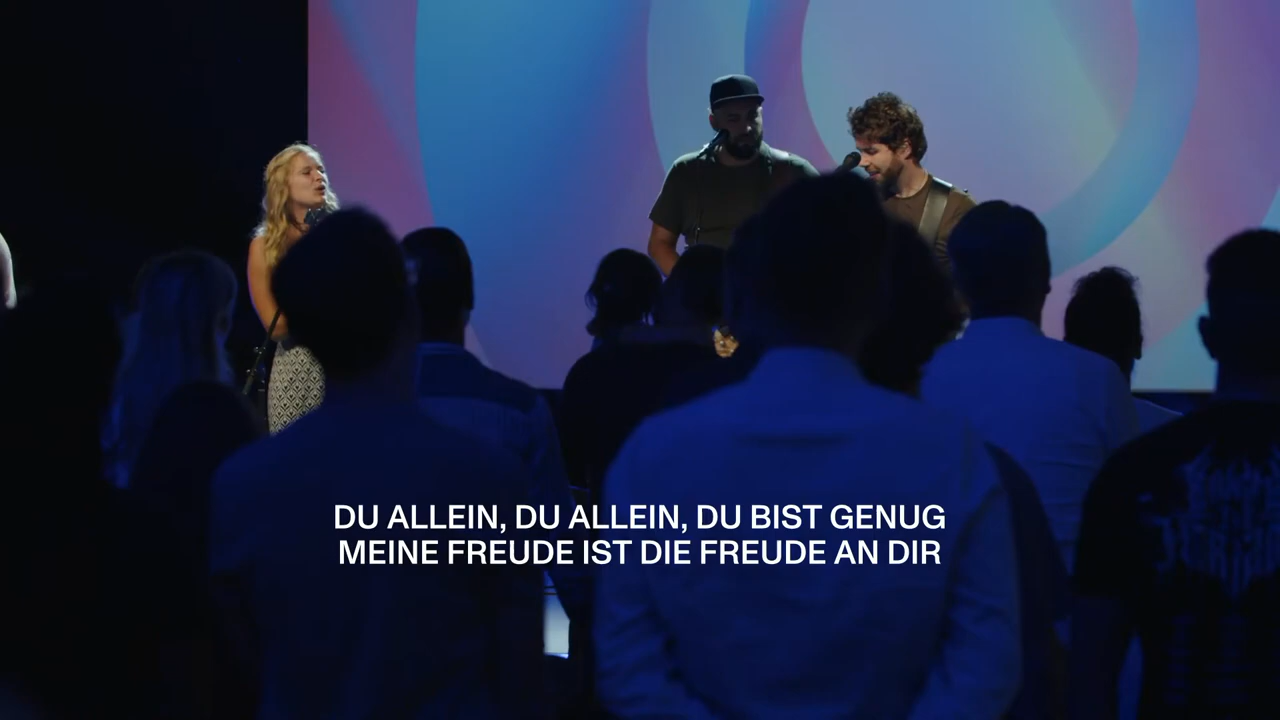 DU ALLEIN, DU ALLEIN, DU BIST GENUG
MEINE FREUDE IST DIE FREUDE AN DIR